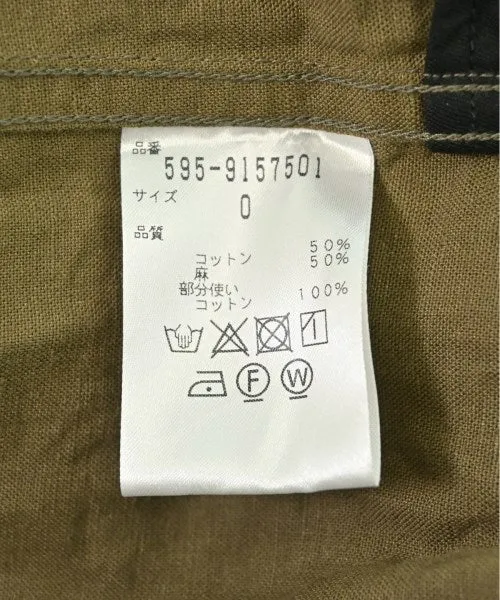 品番
595-9157501
サイズ
0
品質
コットン 50%
麻 50%
部分使い
コットン 100%
F W